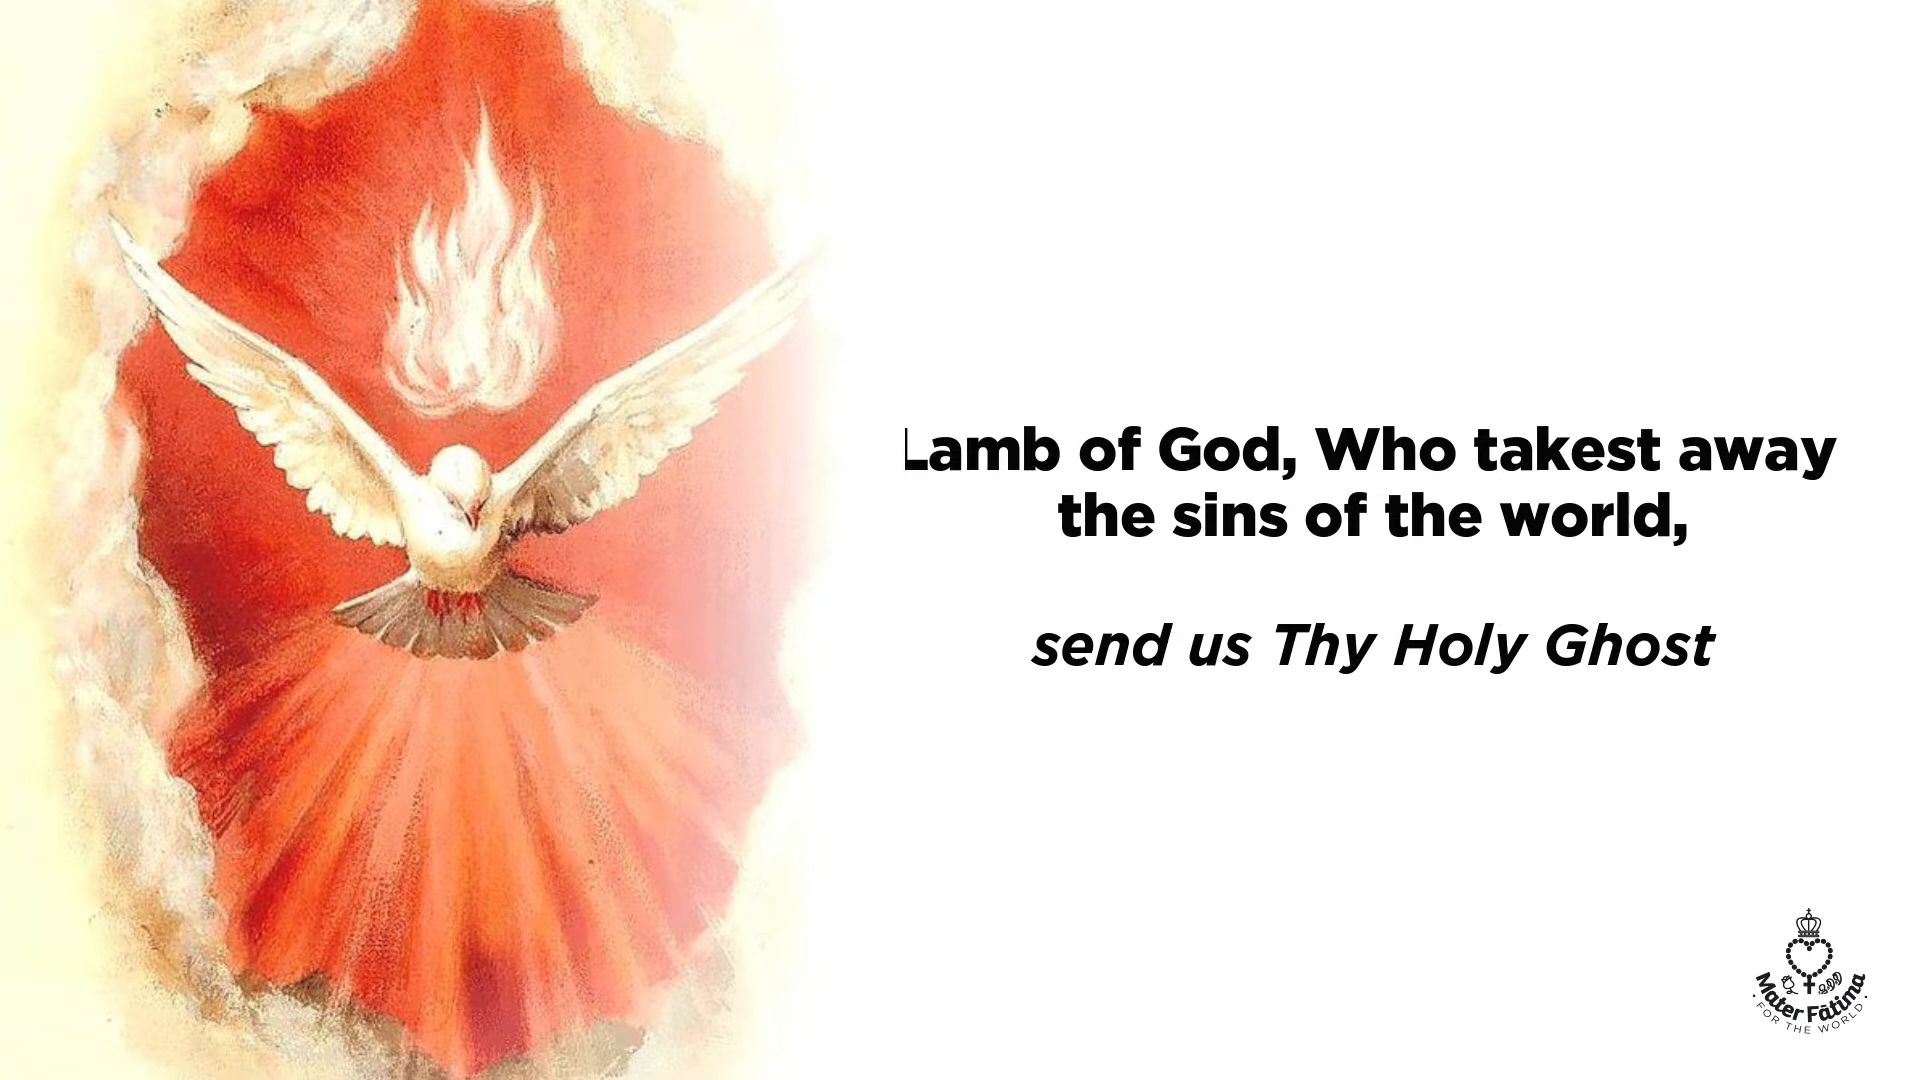 Lamb of God, Who takest away
the sins of the world,
send us Thy Holy Ghost
Mater Fátima
FOR THE WORLD